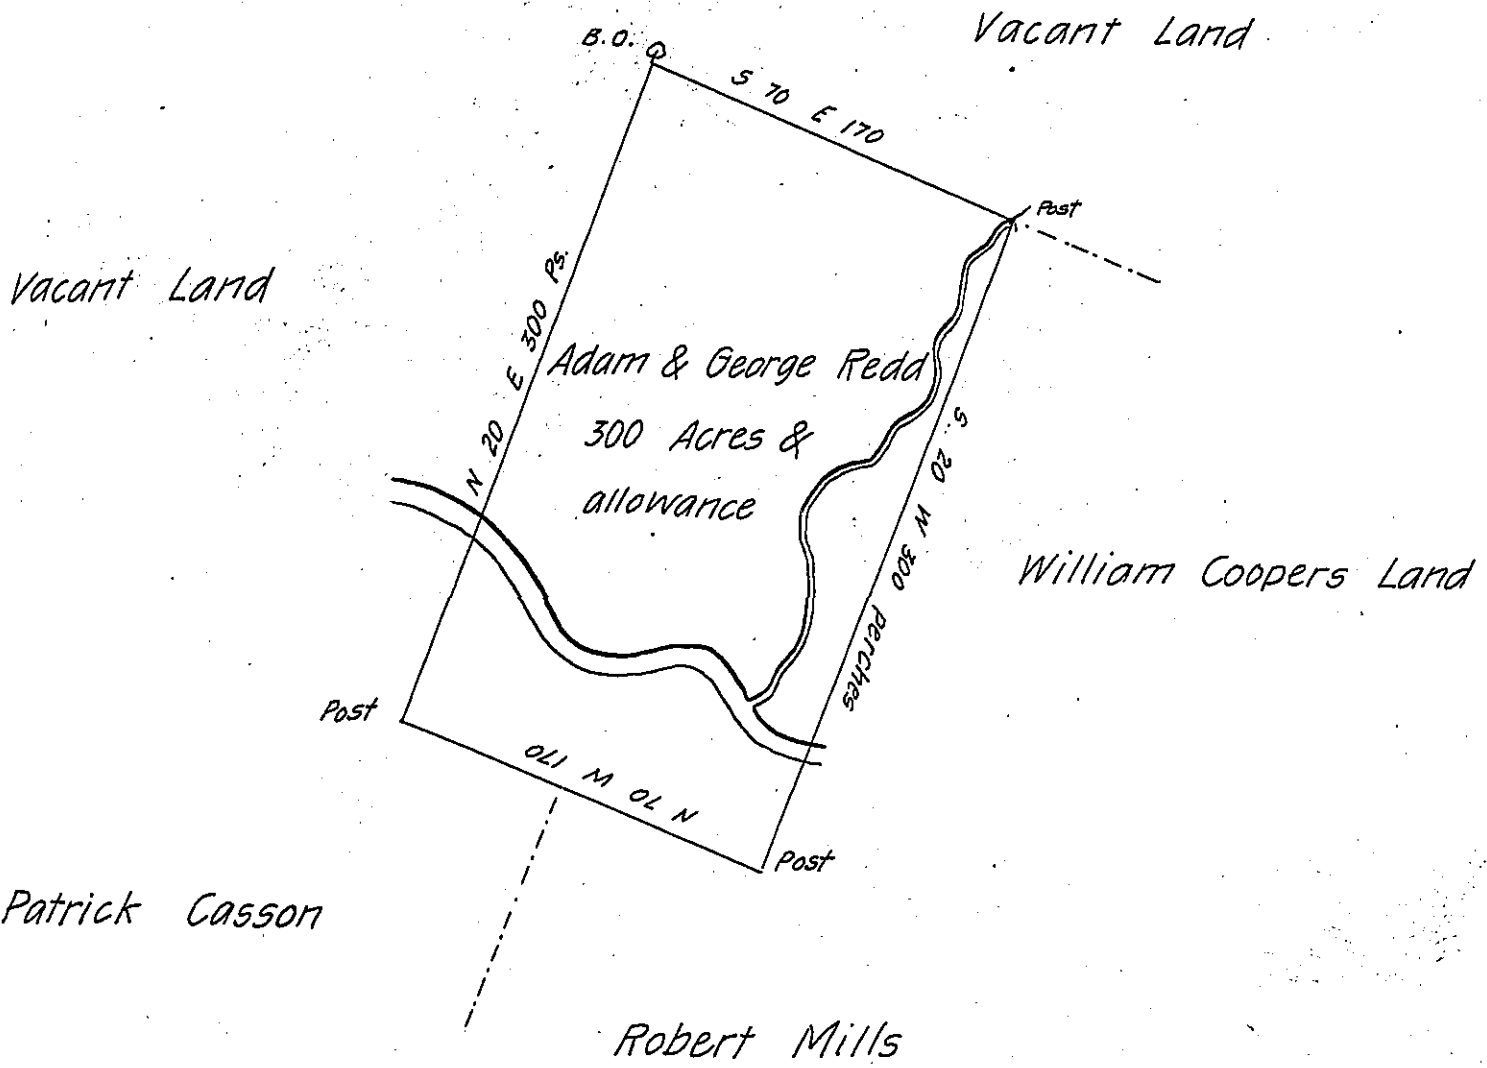 Vacant Land
B.O.
S 70 E 170
Post
Vacant Land
N 20 E 300 Ps.
Adam & George Redd
300 Acres &
allowance
S. 20 W 300 perches
William Coopers Land
Post
N 70 W 170
Post
Patrick Casson
Robert Mills